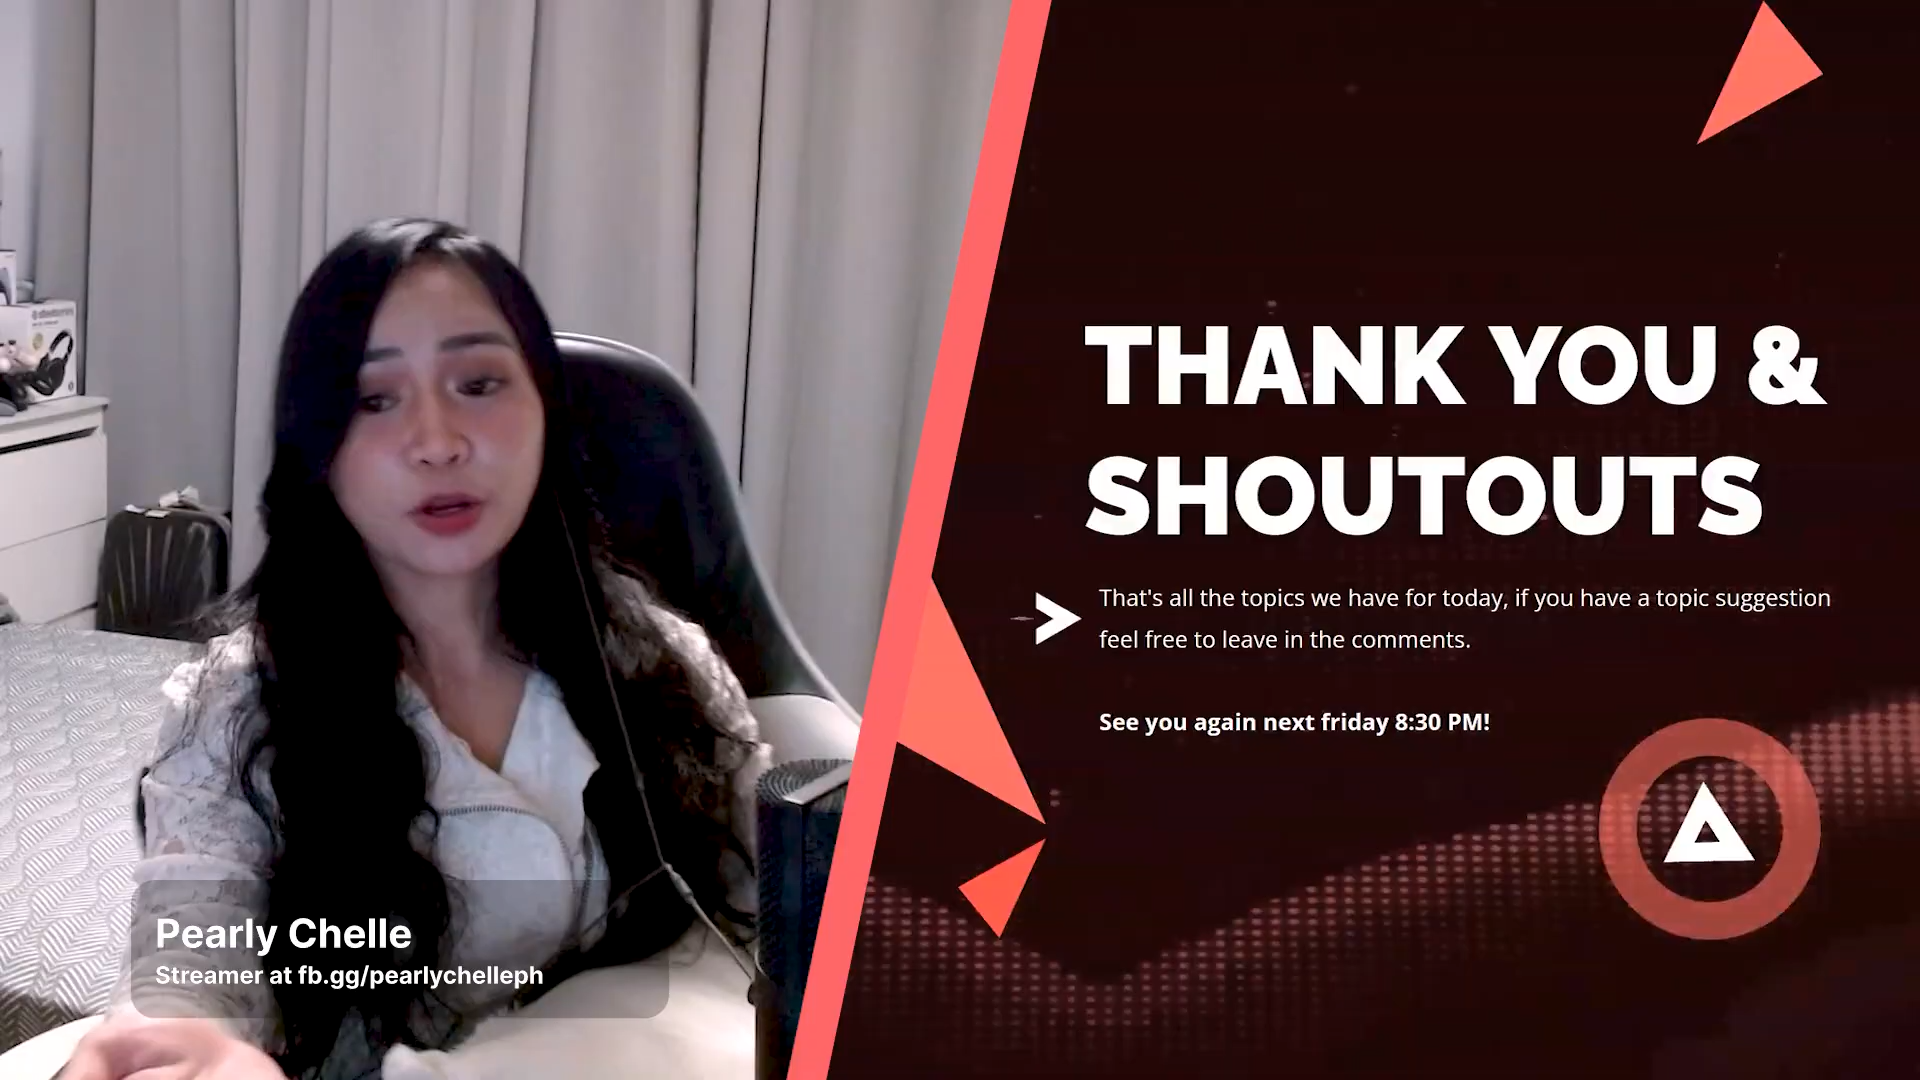 Pearly Chelle
Streamer at fb.gg/pearlychelleph
THANK YOU &
SHOUTOUTS
That's all the topics we have for today, if you have a topic suggestion
feel free to leave in the comments.
See you again next friday 8:30 PM!